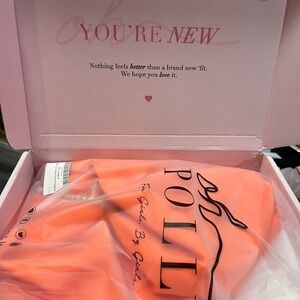 YOU'RE NEW
Nothing feels better than a brand new 'fit.
We hope you love it.
oh
POLL
For Girls, By Girls.